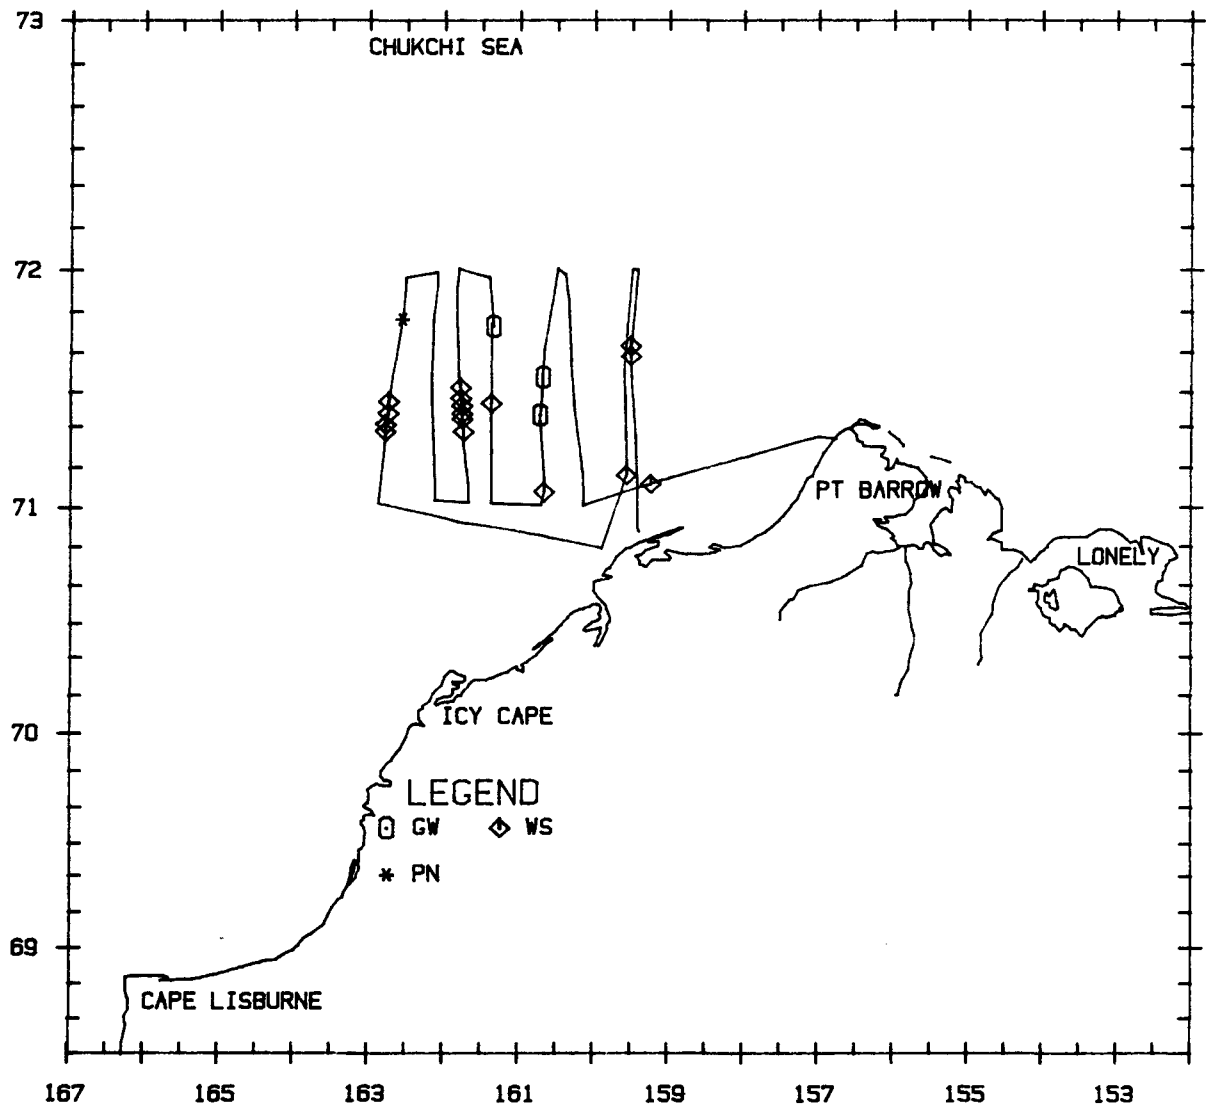 73
CHUKCHI SEA
72
71
PT BARROW
LONELY
70
ICY CAPE
LEGEND
GW WS
PN
69
CAPE LISBURNE
167 165 163 161 159 157 155 153